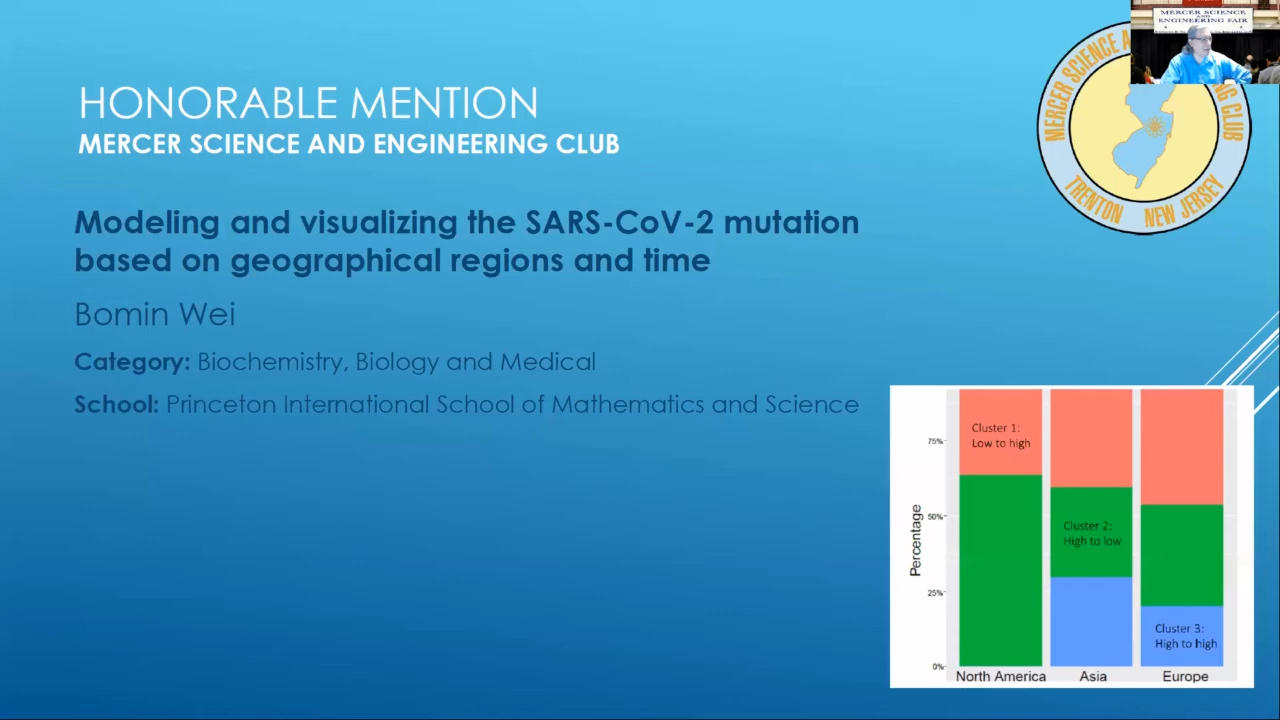 HONORABLE MENTION
MERCER SCIENCE AND ENGINEERING CLUB
MERCER SCIENCE
AND
ENGINEERING FAIR
MERCER SCIENCE
CLUB
TRENTON NEW JERSEY
Modeling and visualizing the SARS-CoV-2 mutation
based on geographical regions and time
Bomin Wei
Category: Biochemistry, Biology and Medical
School: Princeton International School of Mathematics and Science
Percentage
75%
50%
25%
0%
Cluster 1:
Low to high
Cluster 2:
High to low
Cluster 3:
High to high
North America
Asia
Europe